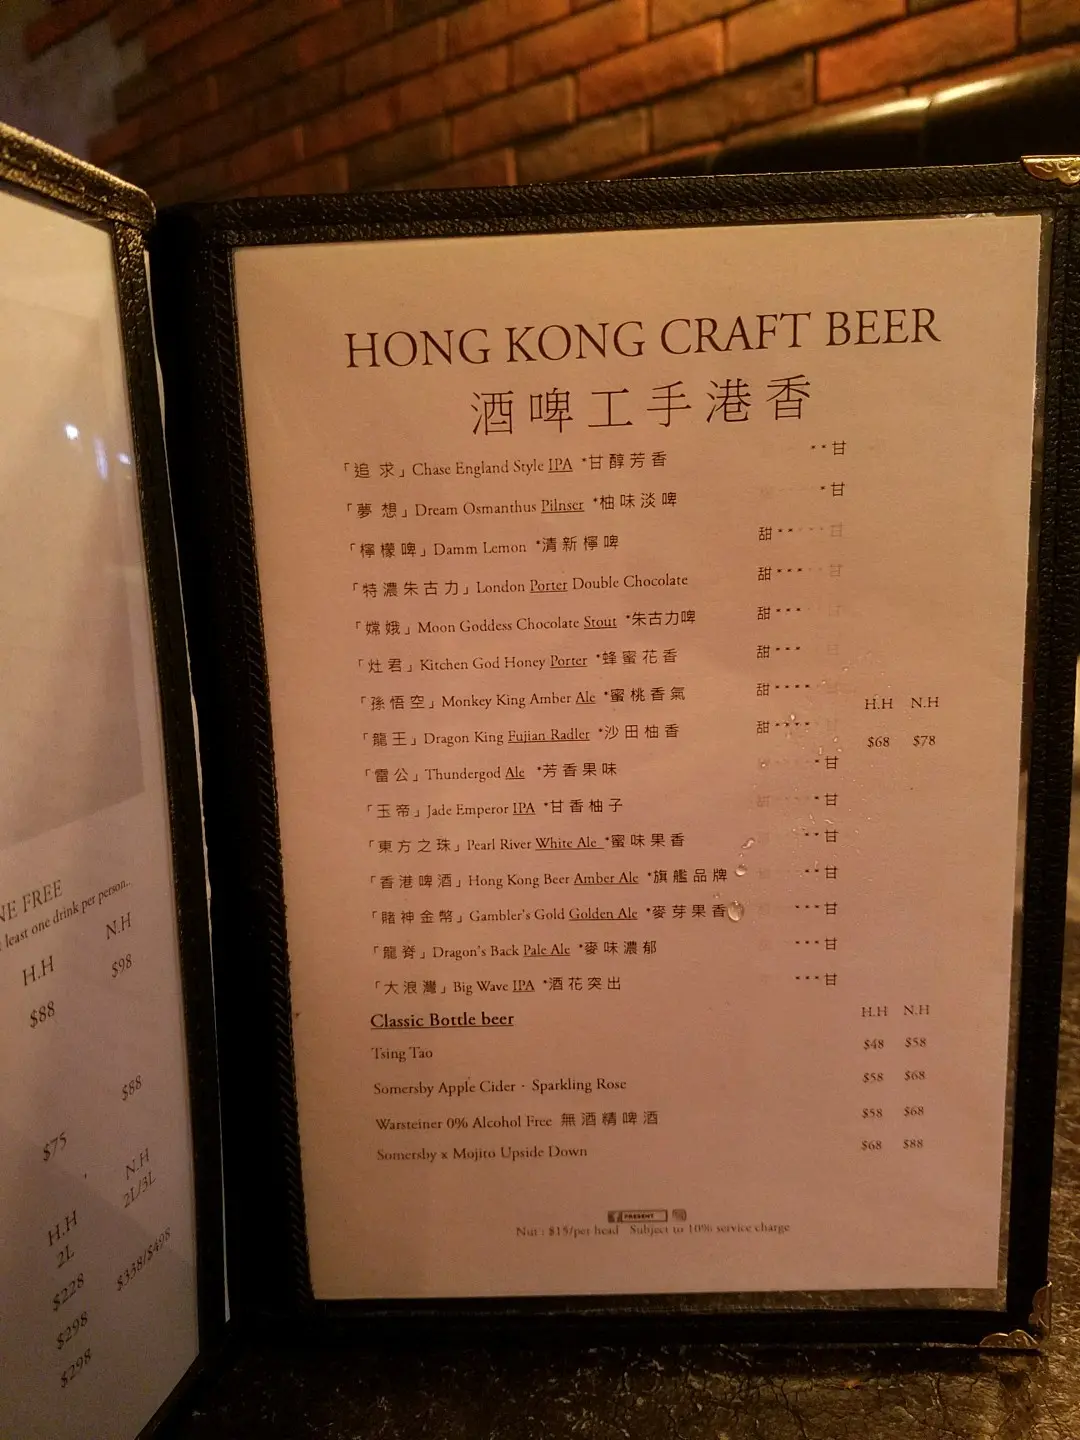 NE FREE
least one drink per person...
H.H N.H
$88 $98
$88
$75
H.H N.H
2L 2L/3L
$228 $338/$498
$298
$298
HONG KONG CRAFT BEER
酒啤工手港香
「追求」Chase England Style IPA *甘醇芳香 **甘
「夢想」Dream Osmanthus Pilnser *柚味淡啤 *甘
「檸檬啤」Damm Lemon *清新檸啤 甜** 甘
「特濃朱古力」London Porter Double Chocolate 甜*** 甘
「嫦娥」Moon Goddess Chocolate Stout *朱古力啤 甜*** 甘
「灶君」Kitchen God Honey Porter *蜂蜜花香 甜*** 甘
「孫悟空」Monkey King Amber Ale *蜜桃香氣 甜**** 甘
H.H N.H
「龍王」Dragon King Fujian Radler *沙田柚香 甜****
$68 $78
「雷公」Thundergod Ale *芳香果味 *甘
「玉帝」Jade Emperor IPA *甘香柚子 *甘
「東方之珠」Pearl River White Ale *蜜味果香 **甘
「香港啤酒」Hong Kong Beer Amber Ale *旗艦品牌 **甘
「賭神金幣」Gambler's Gold Golden Ale *麥芽果香 ***甘
「龍脊」Dragon's Back Pale Ale *麥味濃郁 ***甘
「大浪灣」Big Wave IPA *酒花突出 ***甘
Classic Bottle beer H.H N.H
Tsing Tao $48 $58
Somersby Apple Cider - Sparkling Rose $58 $68
Warsteiner 0% Alcohol Free 無酒精啤酒 $58 $68
Somersby x Mojito Upside Down $68 $88
PRESENT
Nut : $15/per head Subject to 10% service charge